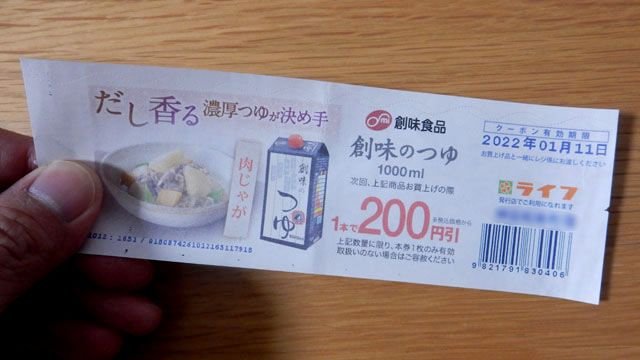 だし香る 濃厚つゆが決め手
肉じゃが
創味の
つゆ
創味食品
創味のつゆ
1000ml
次回、上記商品お買上げの際
1本で200円引
上記数量に限り、本券1枚のみ有効
取扱いのない場合はご容赦ください
クーポン有効期限
2022年01月11日
お買上げ品と一緒にレジ係にお渡しください
ライフ
発行店でご利用になれます
9821791830406